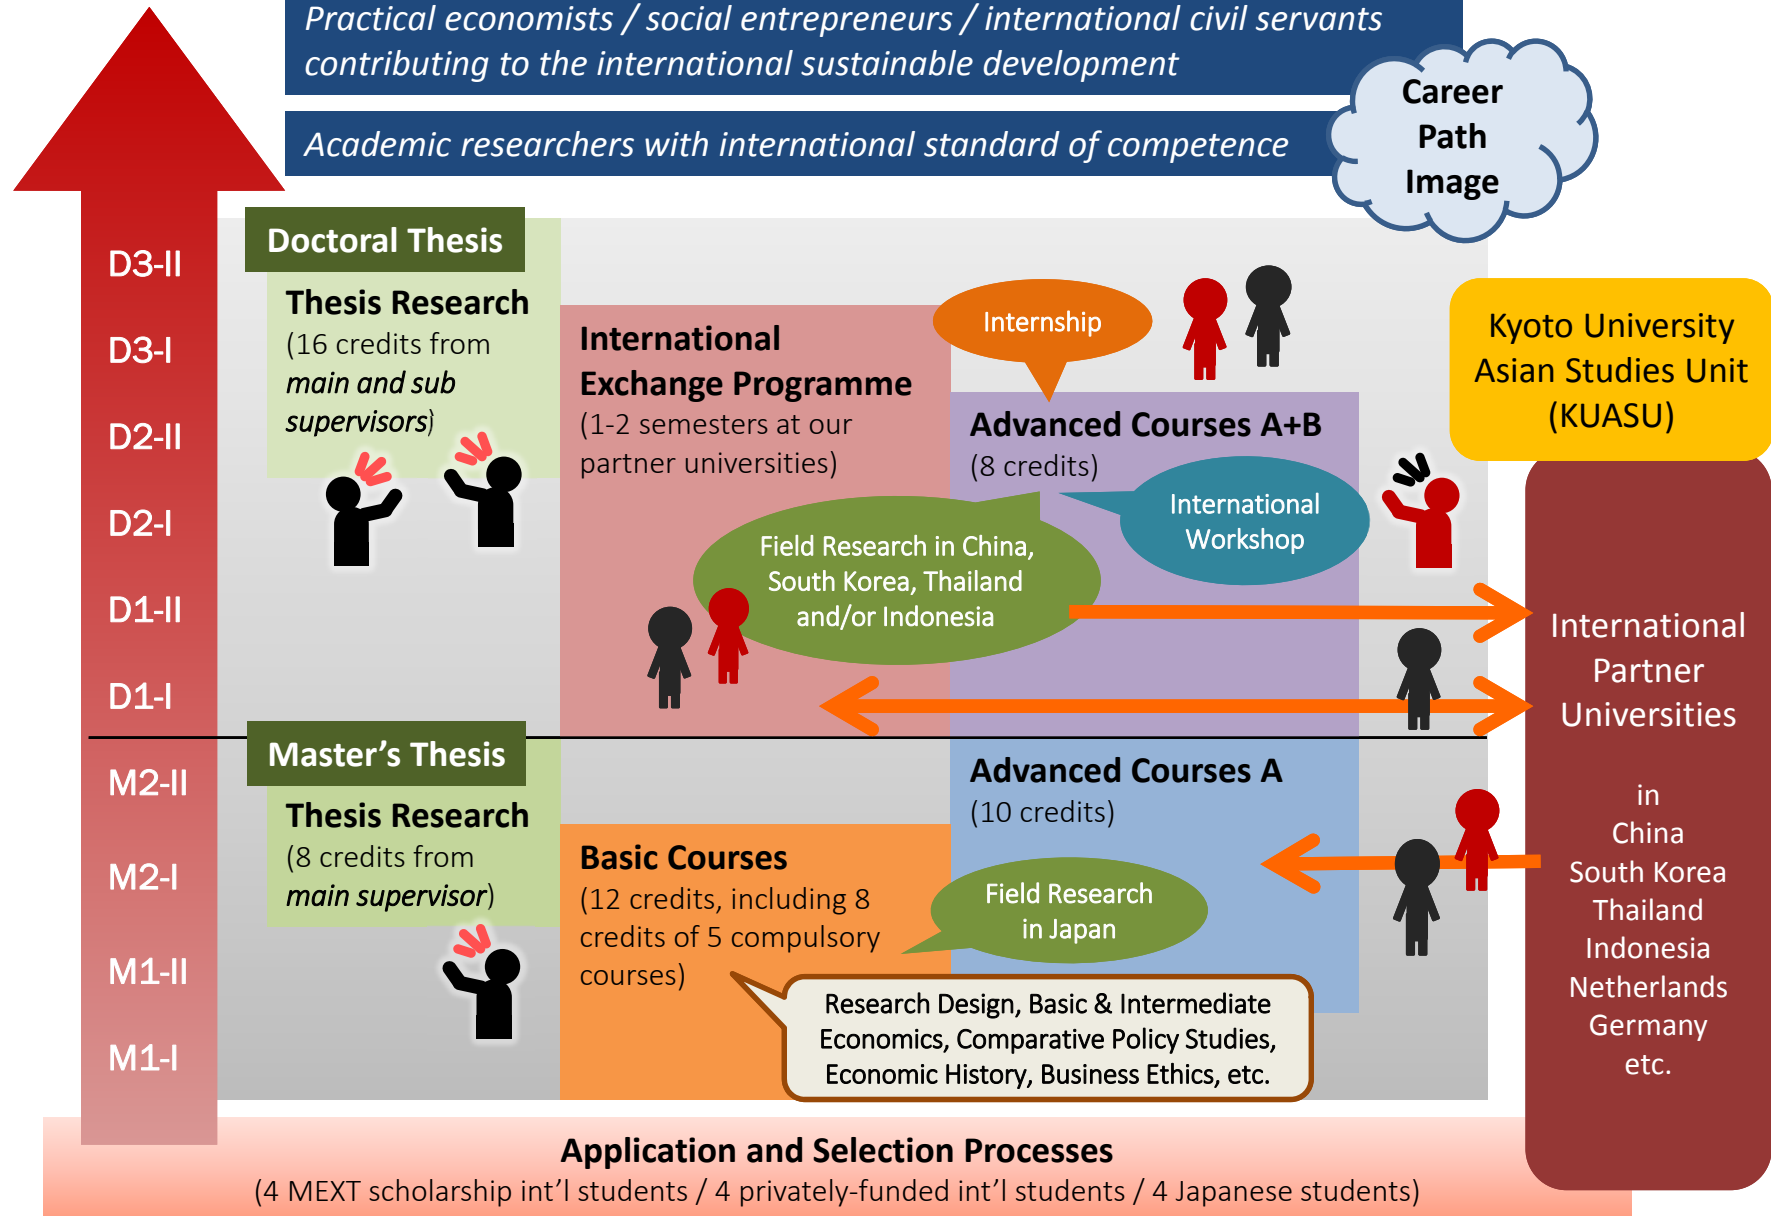 Practical economists / social entrepreneurs / international civil servants
contributing to the international sustainable development
Academic researchers with international standard of competence
Career
Path
Image
D3-II
D3-I
D2-II
D2-I
D1-II
D1-I
M2-II
M2-I
M1-II
M1-I
Doctoral Thesis
Thesis Research
(16 credits from
main and sub
supervisors)
International
Exchange Programme
(1-2 semesters at our
partner universities)
Internship
Advanced Courses A+B
(8 credits)
International
Workshop
Field Research in China,
South Korea, Thailand
and/or Indonesia
Kyoto University
Asian Studies Unit
(KUASU)
International
Partner
Universities
in
China
South Korea
Thailand
Indonesia
Netherlands
Germany
etc.
Master’s Thesis
Thesis Research
(8 credits from
main supervisor)
Basic Courses
(12 credits, including 8
credits of 5 compulsory
courses)
Advanced Courses A
(10 credits)
Field Research
in Japan
Research Design, Basic & Intermediate
Economics, Comparative Policy Studies,
Economic History, Business Ethics, etc.
Application and Selection Processes
(4 MEXT scholarship int’l students / 4 privately-funded int’l students / 4 Japanese students)